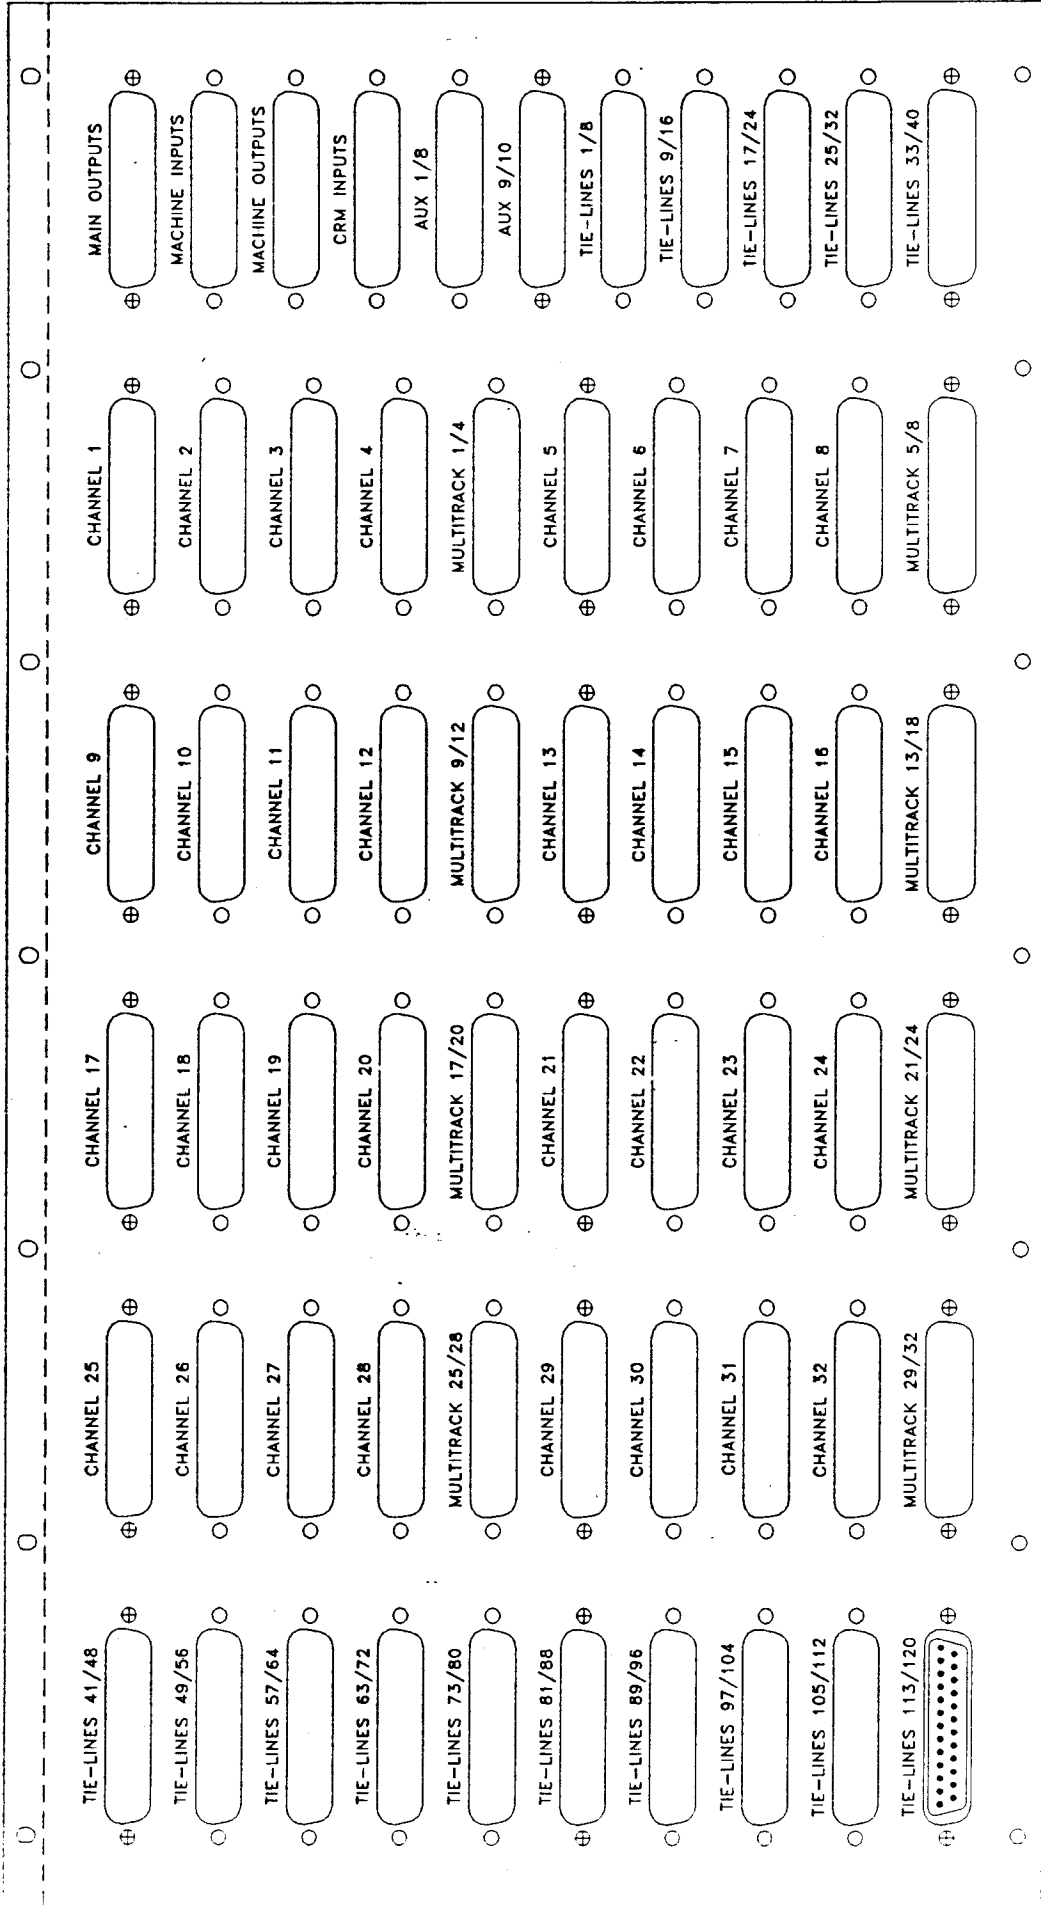 TIE-LINES 41/48
TIE-LINES 49/56
TIE-LINES 57/64
TIE-LINES 63/72
TIE-LINES 73/80
TIE-LINES 81/88
TIE-LINES 89/96
TIE-LINES 97/104
TIE-LINES 105/112
TIE-LINES 113/120
CHANNEL 25
CHANNEL 26
CHANNEL 27
CHANNEL 28
MULTITRACK 25/28
CHANNEL 29
CHANNEL 30
CHANNEL 31
CHANNEL 32
MULTITRACK 29/32
CHANNEL 17
CHANNEL 18
CHANNEL 19
CHANNEL 20
MULTITRACK 17/20
CHANNEL 21
CHANNEL 22
CHANNEL 23
CHANNEL 24
MULTITRACK 21/24
CHANNEL 9
CHANNEL 10
CHANNEL 11
CHANNEL 12
MULTITRACK 9/12
CHANNEL 13
CHANNEL 14
CHANNEL 15
CHANNEL 16
MULTITRACK 13/18
CHANNEL 1
CHANNEL 2
CHANNEL 3
CHANNEL 4
MULTITRACK 1/4
CHANNEL 5
CHANNEL 6
CHANNEL 7
CHANNEL 8
MULTITRACK 5/8
MAIN OUTPUTS
MACHINE INPUTS
MACHINE OUTPUTS
CRM INPUTS
AUX 1/8
AUX 9/10
TIE-LINES 1/8
TIE-LINES 9/16
TIE-LINES 17/24
TIE-LINES 25/32
TIE-LINES 33/40